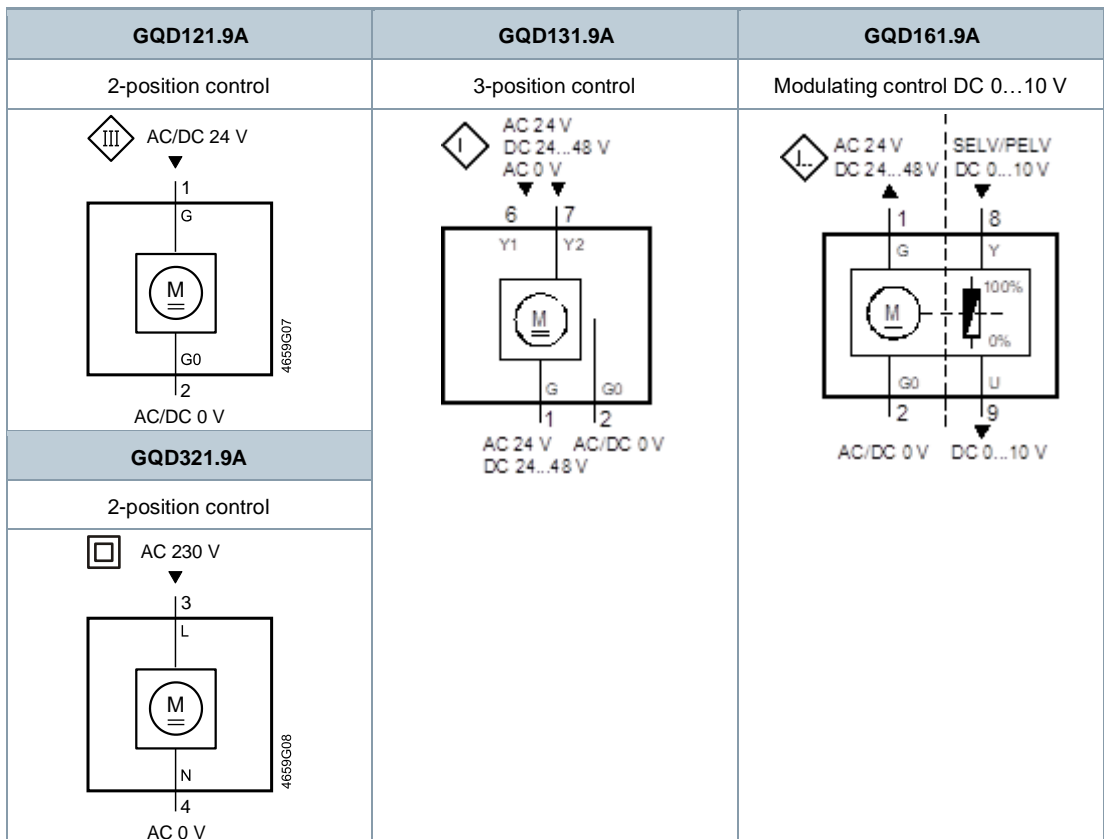 GQD121.9A
GQD131.9A
GQD161.9A
2-position control
3-position control
Modulating control DC 0…10 V
III
AC/DC 24 V
1
G
M
G0
2
AC/DC 0 V
4659G07
I
AC 24 V
DC 24...48 V
AC 0 V
6
7
Y1
Y2
M
G
G0
1
2
AC 24 V
AC/DC 0 V
DC 24...48 V
AC 24 V
DC 24...48 V
SELV/PELV
DC 0...10 V
1
8
G
Y
100%
M
0%
G0
U
2
9
AC/DC 0 V
DC 0...10 V
GQD321.9A
2-position control
AC 230 V
3
L
M
N
4
AC 0 V
4659G08